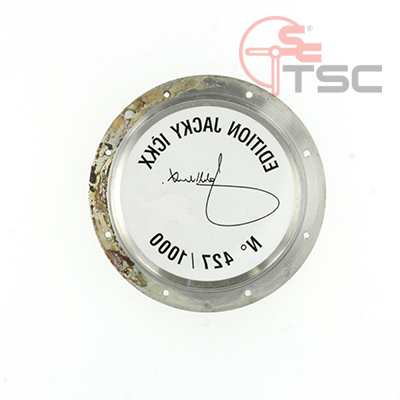 TSC
EDITION JACKY ICKX
N° 427 / 1000